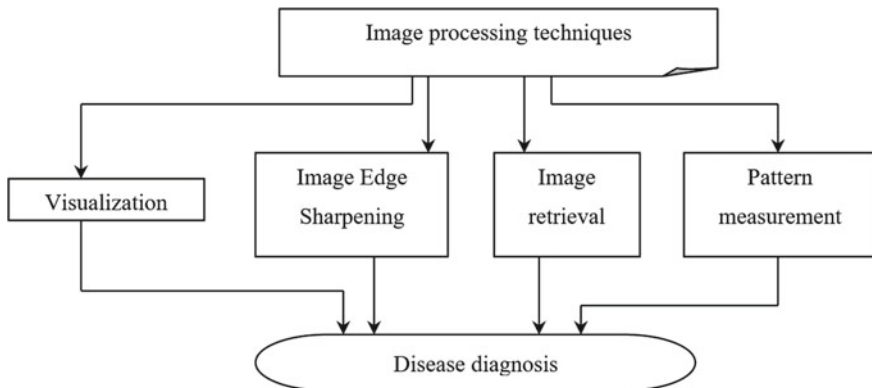 Image processing techniques
Visualization
Image Edge
Sharpening
Image
retrieval
Pattern
measurement
Disease diagnosis